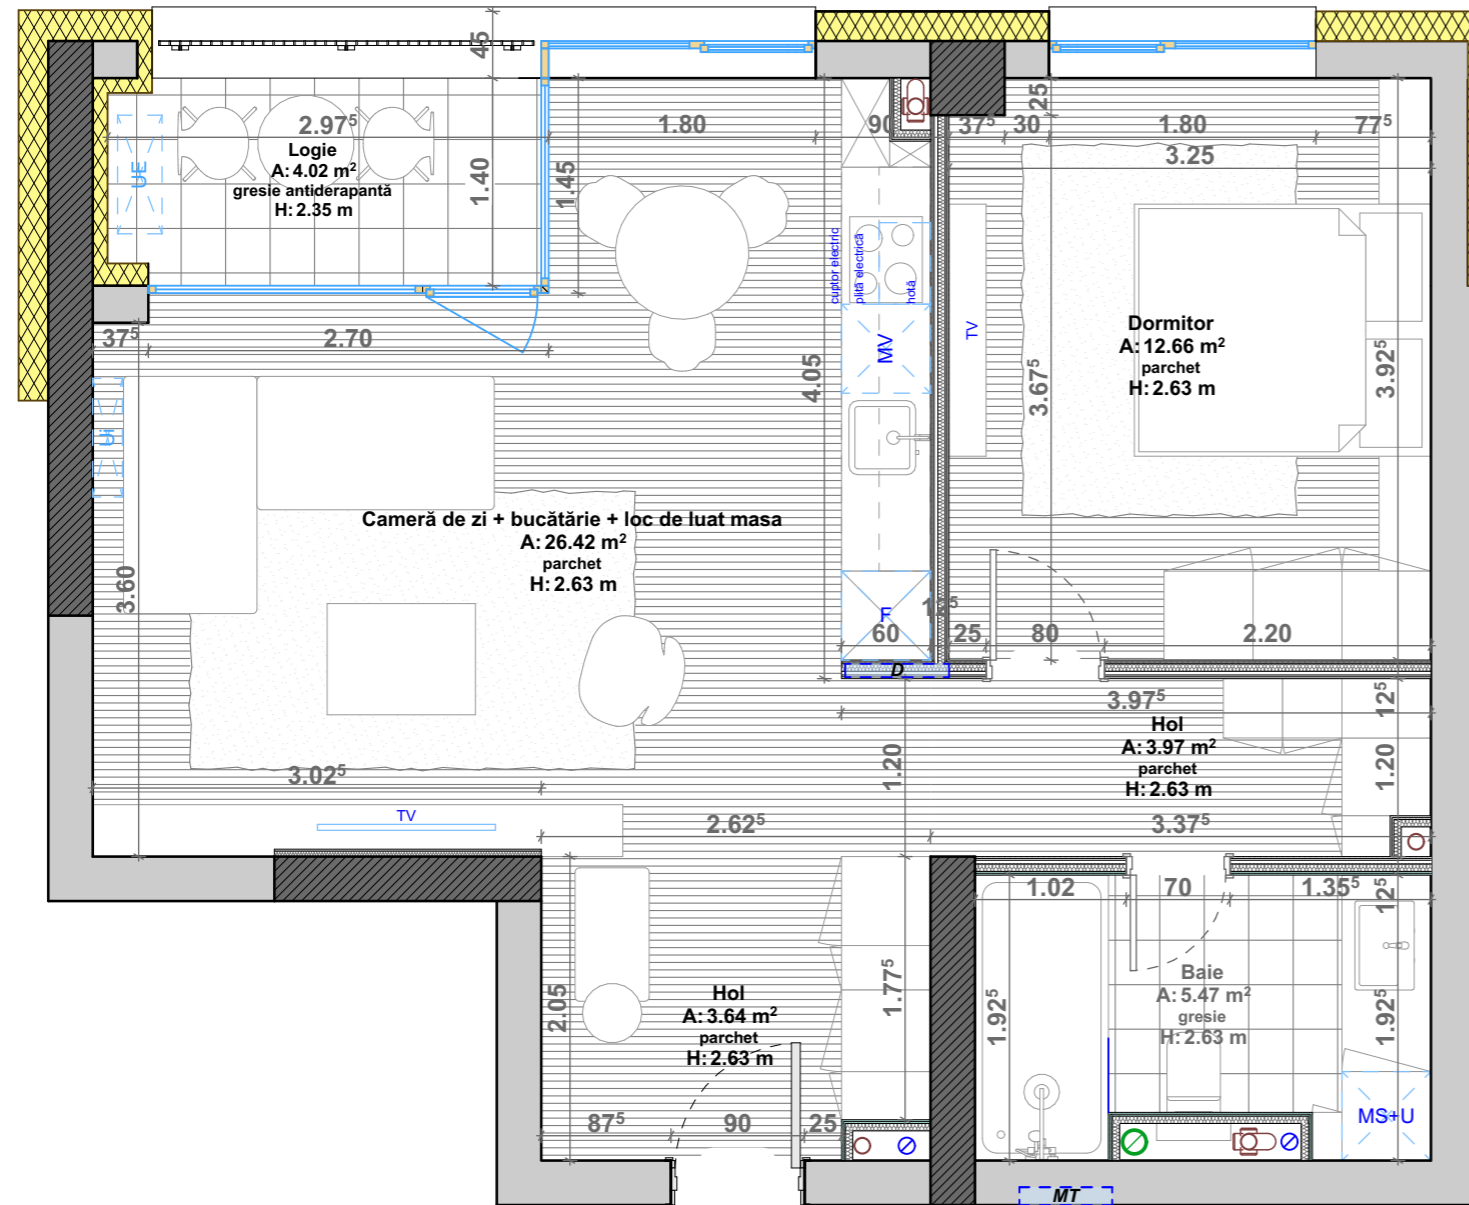 45
2.97⁵
1.80
90
37⁵
30
25
1.80
77⁵
3.25
Logie
A: 4.02 m²
gresie antiderapantă
H: 2.35 m
UE
1.40
1.45
cuptor electric
plită electrică
hotă
MV
TV
Dormitor
A: 12.66 m²
parchet
H: 2.63 m
37⁵
2.70
4.05
3.67⁵
3.92⁵
Cameră de zi + bucătărie + loc de luat masa
A: 26.42 m²
parchet
H: 2.63 m
3.60
F
12⁵
60
25
80
2.20
D
3.97⁵
Hol
A: 3.97 m²
parchet
H: 2.63 m
12⁵
1.20
1.20
3.02⁵
TV
2.62⁵
3.37⁵
1.02
70
1.35⁵
12⁵
2.05
1.77⁵
Hol
A: 3.64 m²
parchet
H: 2.63 m
1.92⁵
Baie
A: 5.47 m²
gresie
H: 2.63 m
1.92⁵
87⁵
90
25
MS+U
MT